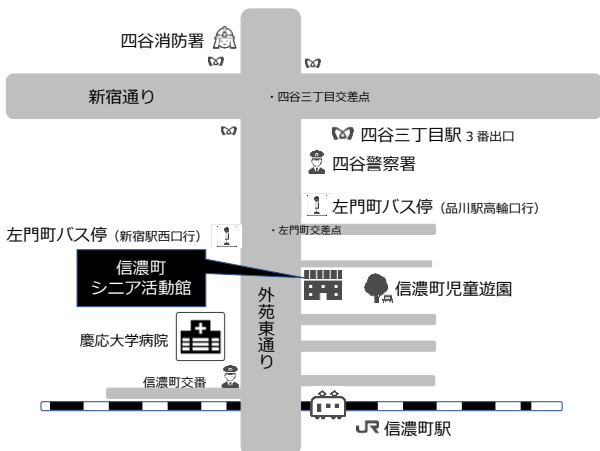 四谷消防署
新宿通り
・四谷三丁目交差点
四谷三丁目駅 3 番出口
四谷警察署
左門町バス停（品川駅高輪口行）
左門町バス停（新宿駅西口行）
・左門町交差点
信濃町
シニア活動館
信濃町児童遊園
外苑東通り
慶応大学病院
信濃町交番
JR 信濃町駅